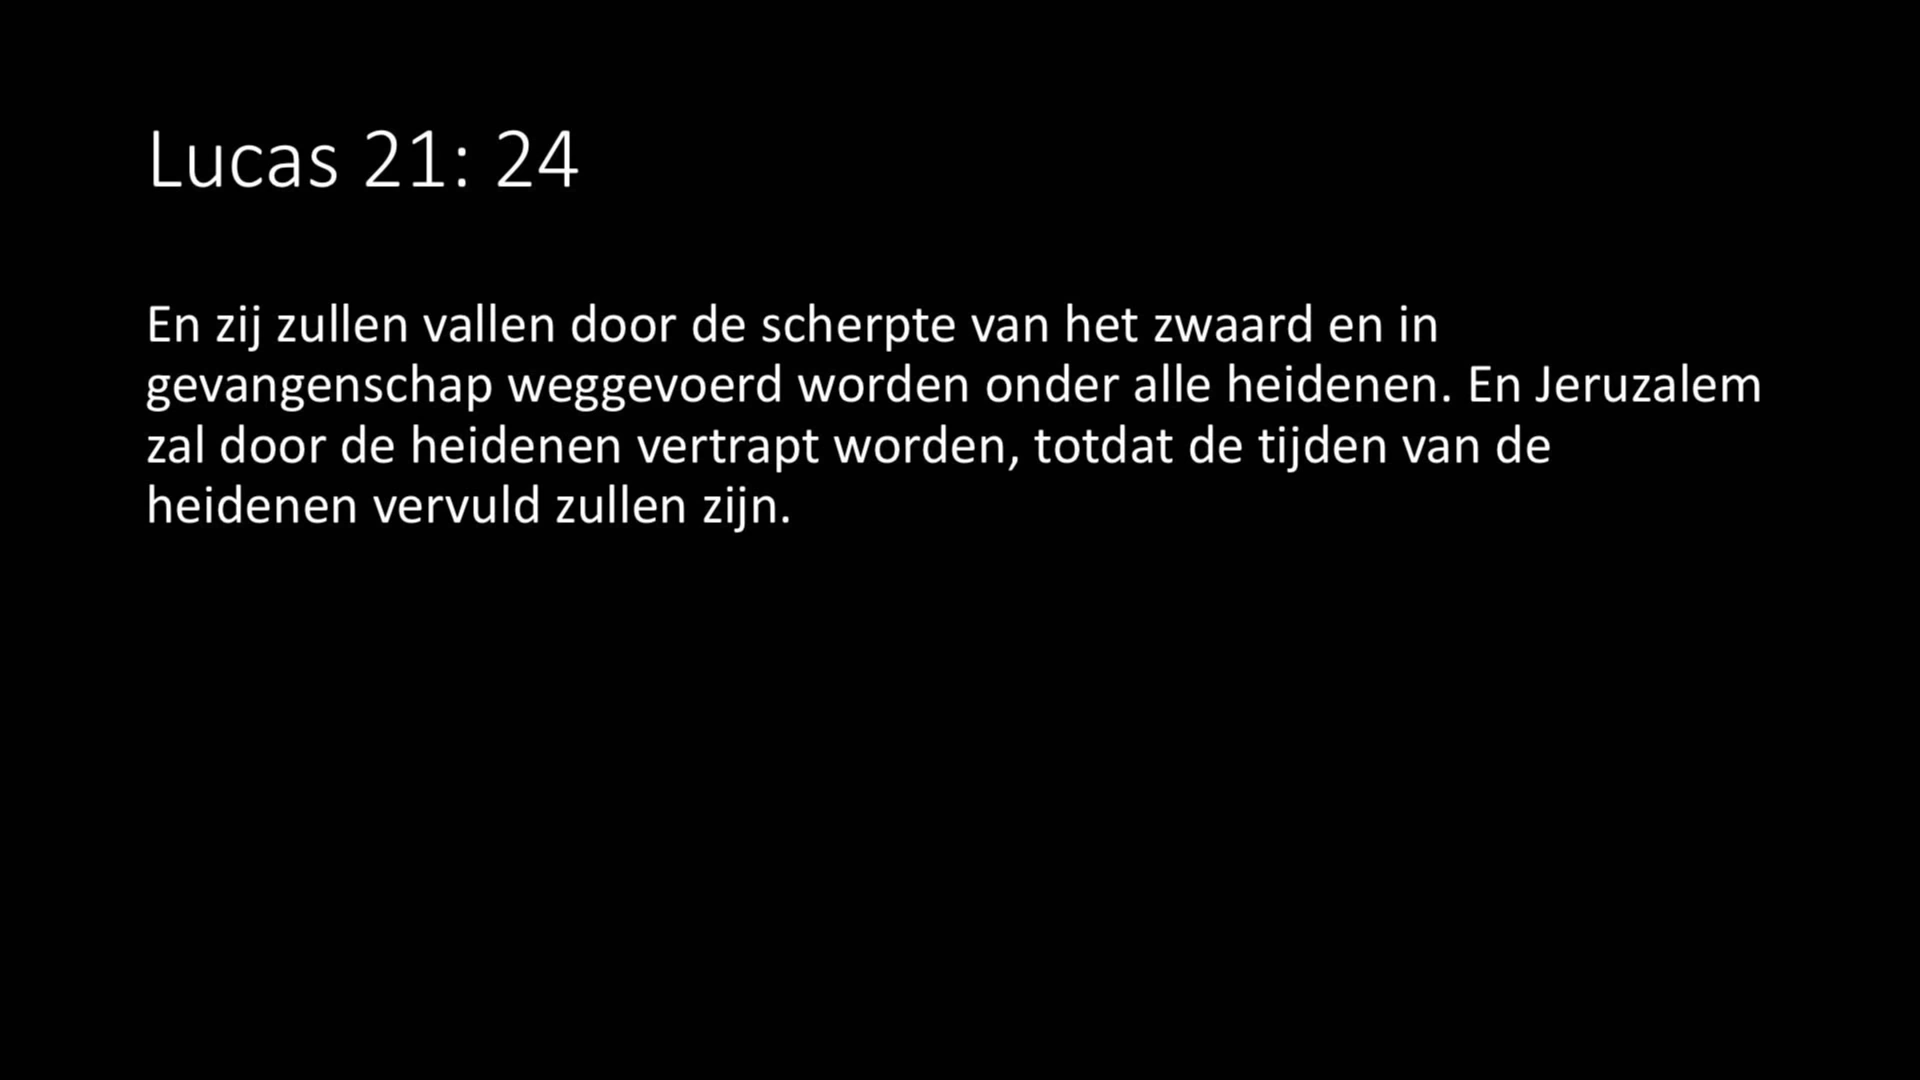 Lucas 21: 24
En zij zullen vallen door de scherpte van het zwaard en in
gevangenschap weggevoerd worden onder alle heidenen. En Jeruzalem
zal door de heidenen vertrapt worden, totdat de tijden van de
heidenen vervuld zullen zijn.